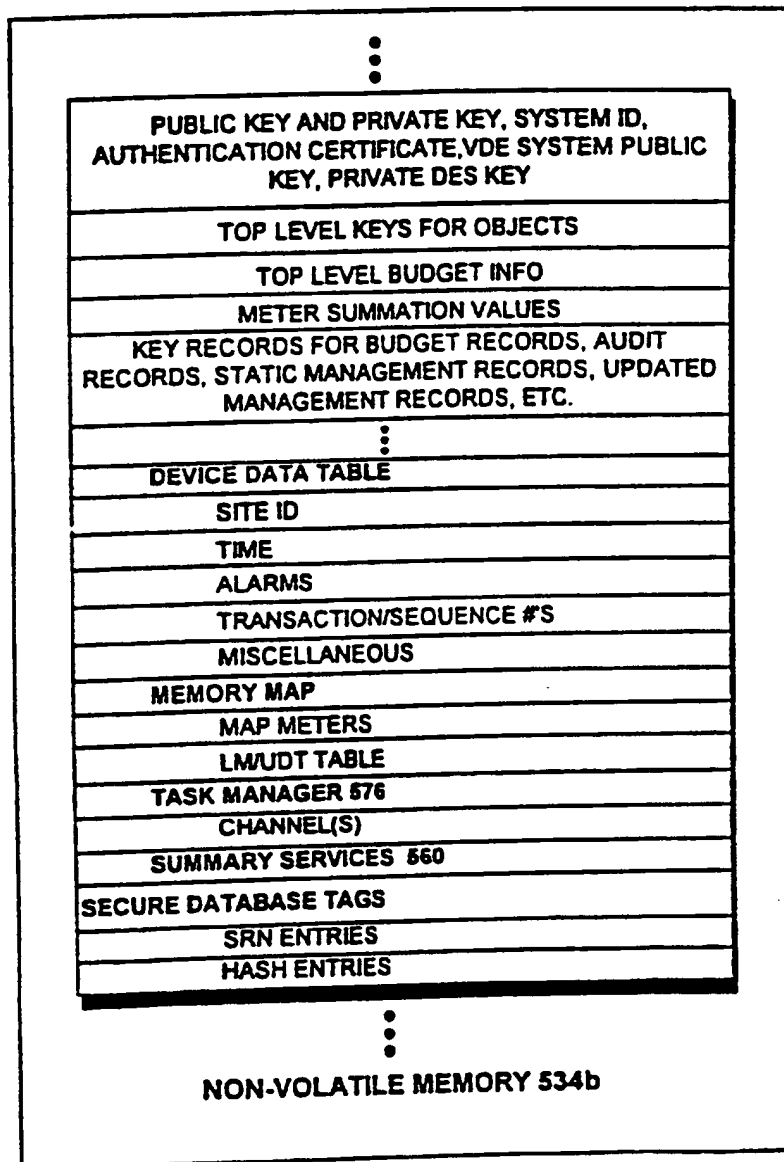 PUBLIC KEY AND PRIVATE KEY, SYSTEM ID,
AUTHENTICATION CERTIFICATE,VDE SYSTEM PUBLIC
KEY, PRIVATE DES KEY
TOP LEVEL KEYS FOR OBJECTS
TOP LEVEL BUDGET INFO
METER SUMMATION VALUES
KEY RECORDS FOR BUDGET RECORDS, AUDIT
RECORDS, STATIC MANAGEMENT RECORDS, UPDATED
MANAGEMENT RECORDS, ETC.
DEVICE DATA TABLE
SITE ID
TIME
ALARMS
TRANSACTION/SEQUENCE #'S
MISCELLANEOUS
MEMORY MAP
MAP METERS
LM/UDT TABLE
TASK MANAGER 576
CHANNEL(S)
SUMMARY SERVICES 560
SECURE DATABASE TAGS
SRN ENTRIES
HASH ENTRIES
NON-VOLATILE MEMORY 534b